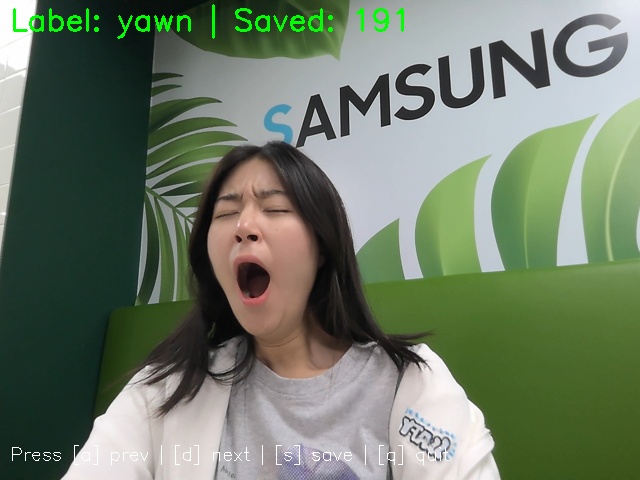 Label: yawn | Saved: 191
SAMSUNG
Press [a] prev | [d] next | [s] save | [q] quit